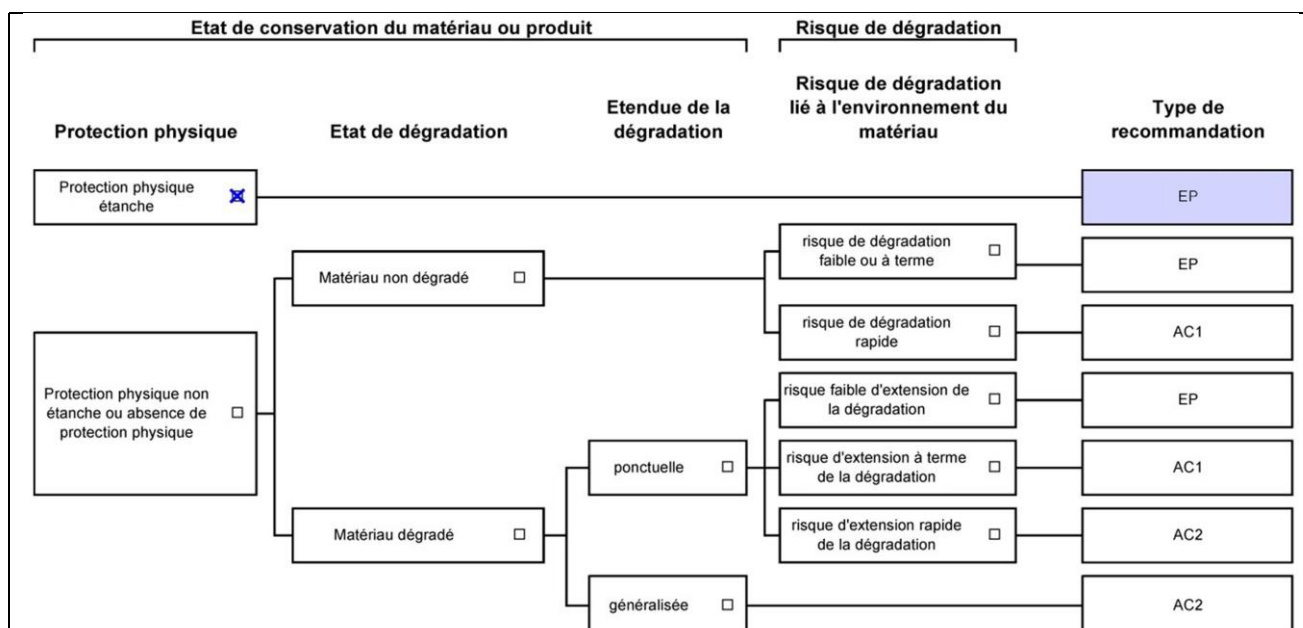 Etat de conservation du matériau ou produit
Risque de dégradation
Protection physique
Etat de dégradation
Etendue de la
dégradation
Risque de dégradation
lié à l'environnement du
matériau
Type de
recommandation
Protection physique
étanche
EP
Matériau non dégradé
risque de dégradation
faible ou à terme
EP
risque de dégradation
rapide
AC1
Protection physique non
étanche ou absence de
protection physique
risque faible d'extension de
la dégradation
EP
ponctuelle
risque d'extension à terme
de la dégradation
AC1
Matériau dégradé
risque d'extension rapide
de la dégradation
AC2
généralisée
AC2